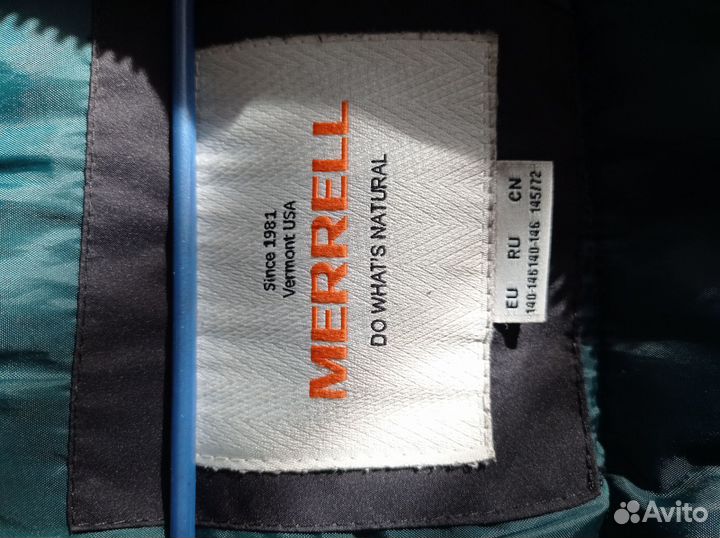 Since 1981
Vermont USA
MERRELL
DO WHAT'S NATURAL
EU RU CN
140-146 140-146 145/72
Avito